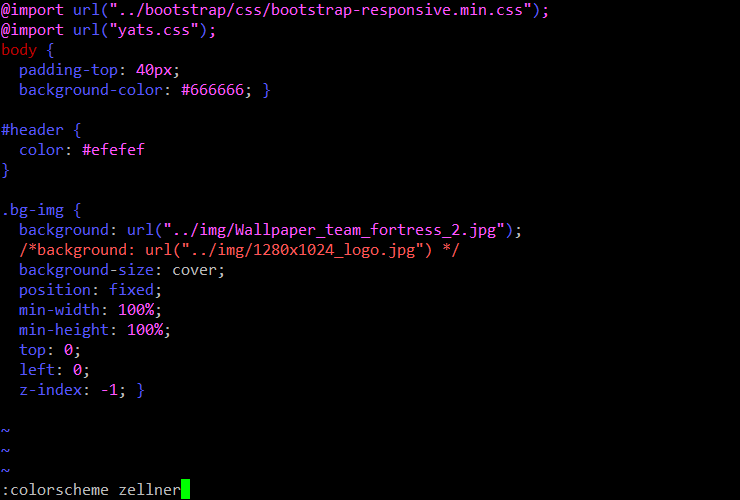 @import url("../bootstrap/css/bootstrap-responsive.min.css");
@import url("yats.css");
body {
  padding-top: 40px;
  background-color: #666666; }

#header {
  color: #efefef
}

.bg-img {
  background: url("../img/Wallpaper_team_fortress_2.jpg");
  /*background: url("../img/1280x1024_logo.jpg") */
  background-size: cover;
  position: fixed;
  min-width: 100%;
  min-height: 100%;
  top: 0;
  left: 0;
  z-index: -1; }

~
~
~
:colorscheme zellner